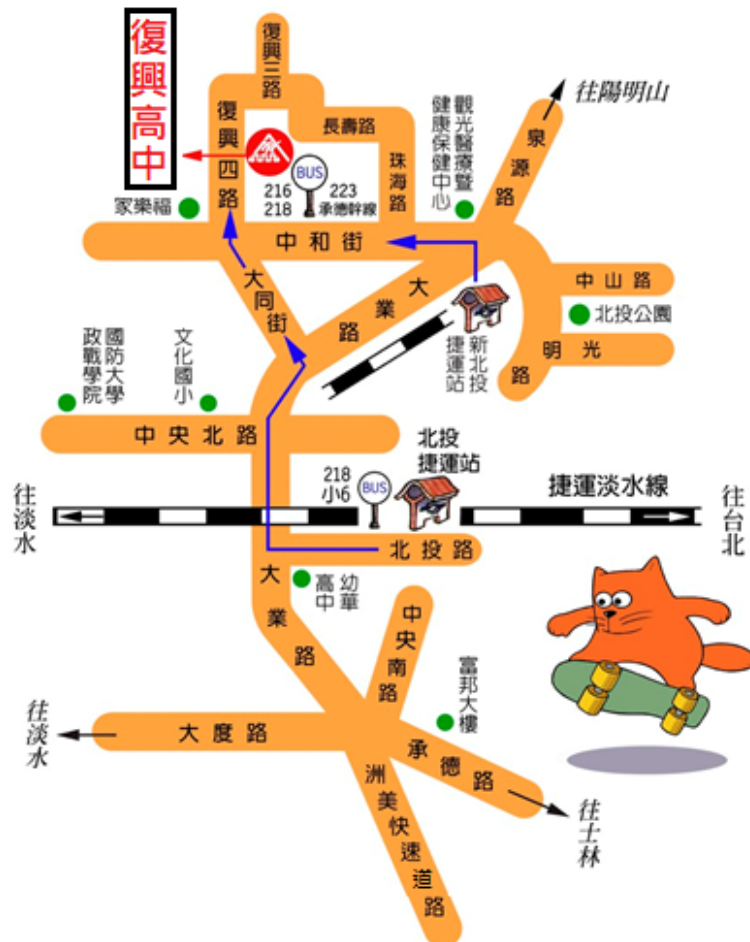 復興高中
復興三路
復興四路
長壽路
珠海路
觀光醫療暨
健康保健中心
往陽明山
泉源路
BUS
216
218
223
承德幹線
家樂福
中和街
大同街
大業路
新北投
捷運站
中山路
北投公園
光明路
國防大學
政戰學院
文化國小
中央北路
北投
捷運站
218
小6
BUS
捷運淡水線
往淡水
往台北
北投路
幼華
高中
大業路
中央南路
富邦大樓
往淡水
大度路
承德路
往士林
洲美快速道路